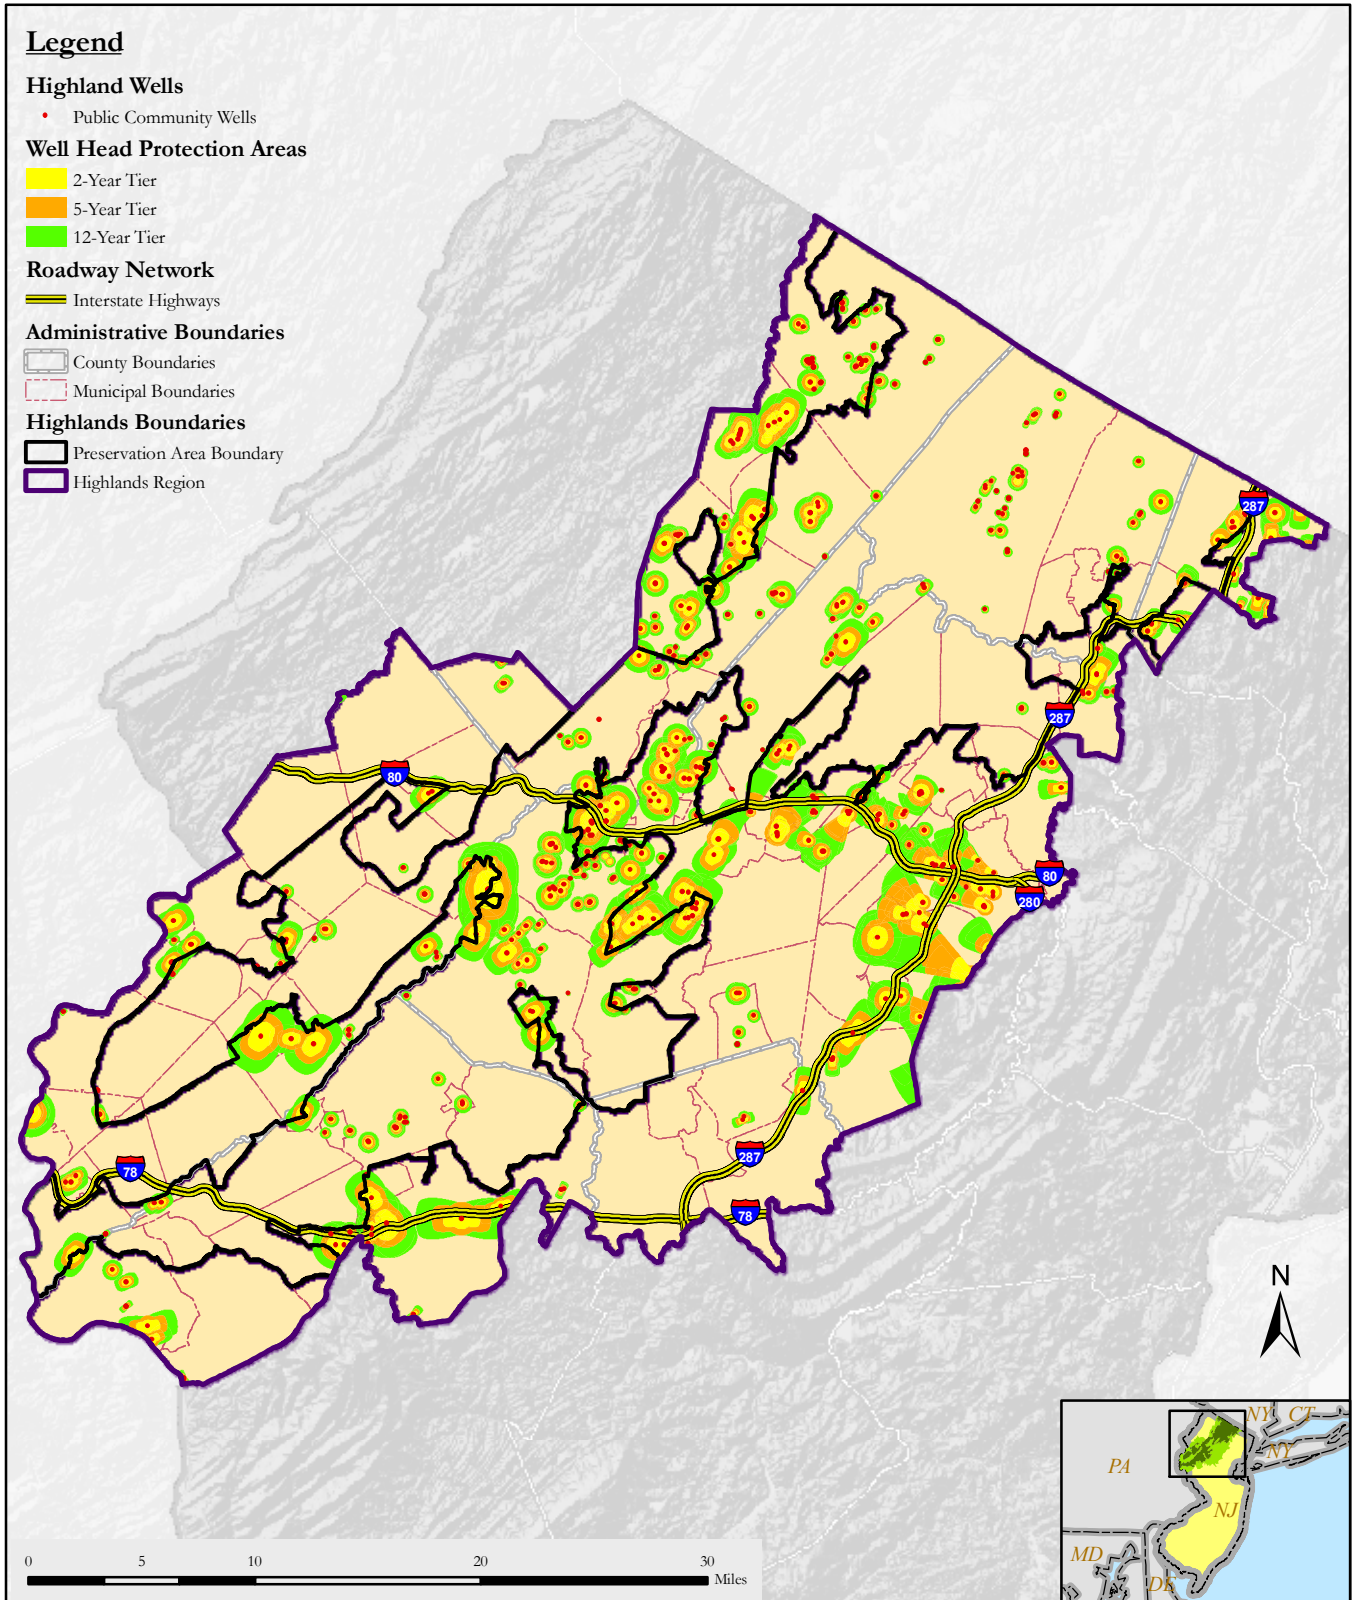 Legend
Highland Wells
Public Community Wells
Well Head Protection Areas
2-Year Tier
5-Year Tier
12-Year Tier
Roadway Network
Interstate Highways
Administrative Boundaries
County Boundaries
Municipal Boundaries
Highlands Boundaries
Preservation Area Boundary
Highlands Region
287
287
80
80
280
78
287
78
N
NY CT
NY
PA
NJ
MD
DE
0 5 10 20 30
Miles